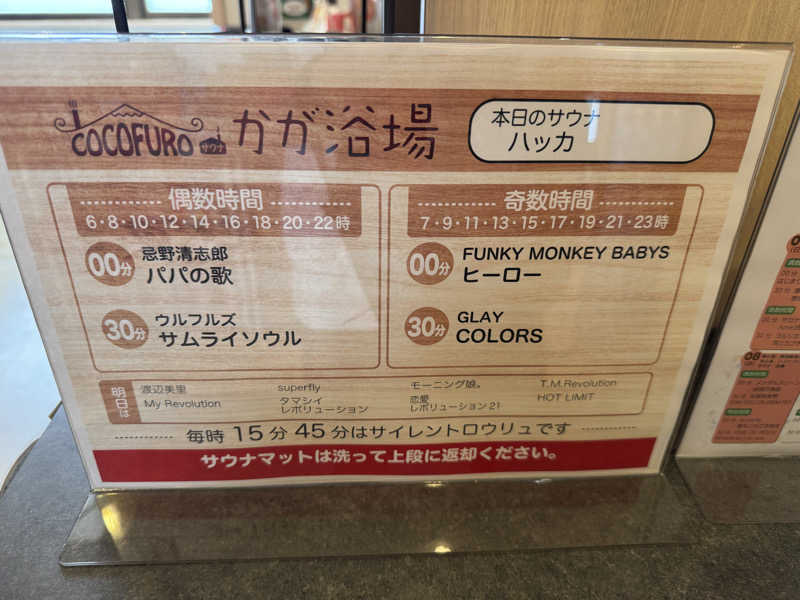 COCOFURO サウナ かが浴場
本日のサウナ
ハッカ
偶数時間
6・8・10・12・14・16・18・20・22時
00分 忌野清志郎
パパの歌
30分 ウルフルズ
サムライソウル
奇数時間
7・9・11・13・15・17・19・21・23時
00分 FUNKY MONKEY BABYS
ヒーロー
30分 GLAY
COLORS
明日は
渡辺美里
My Revolution
superfly
タマシイ
レボリューション
モーニング娘。
恋愛
レボリューション21
T.M.Revolution
HOT LIMIT
毎時 15分 45分はサイレントロウリュです
サウナマットは洗って上段に返却ください。